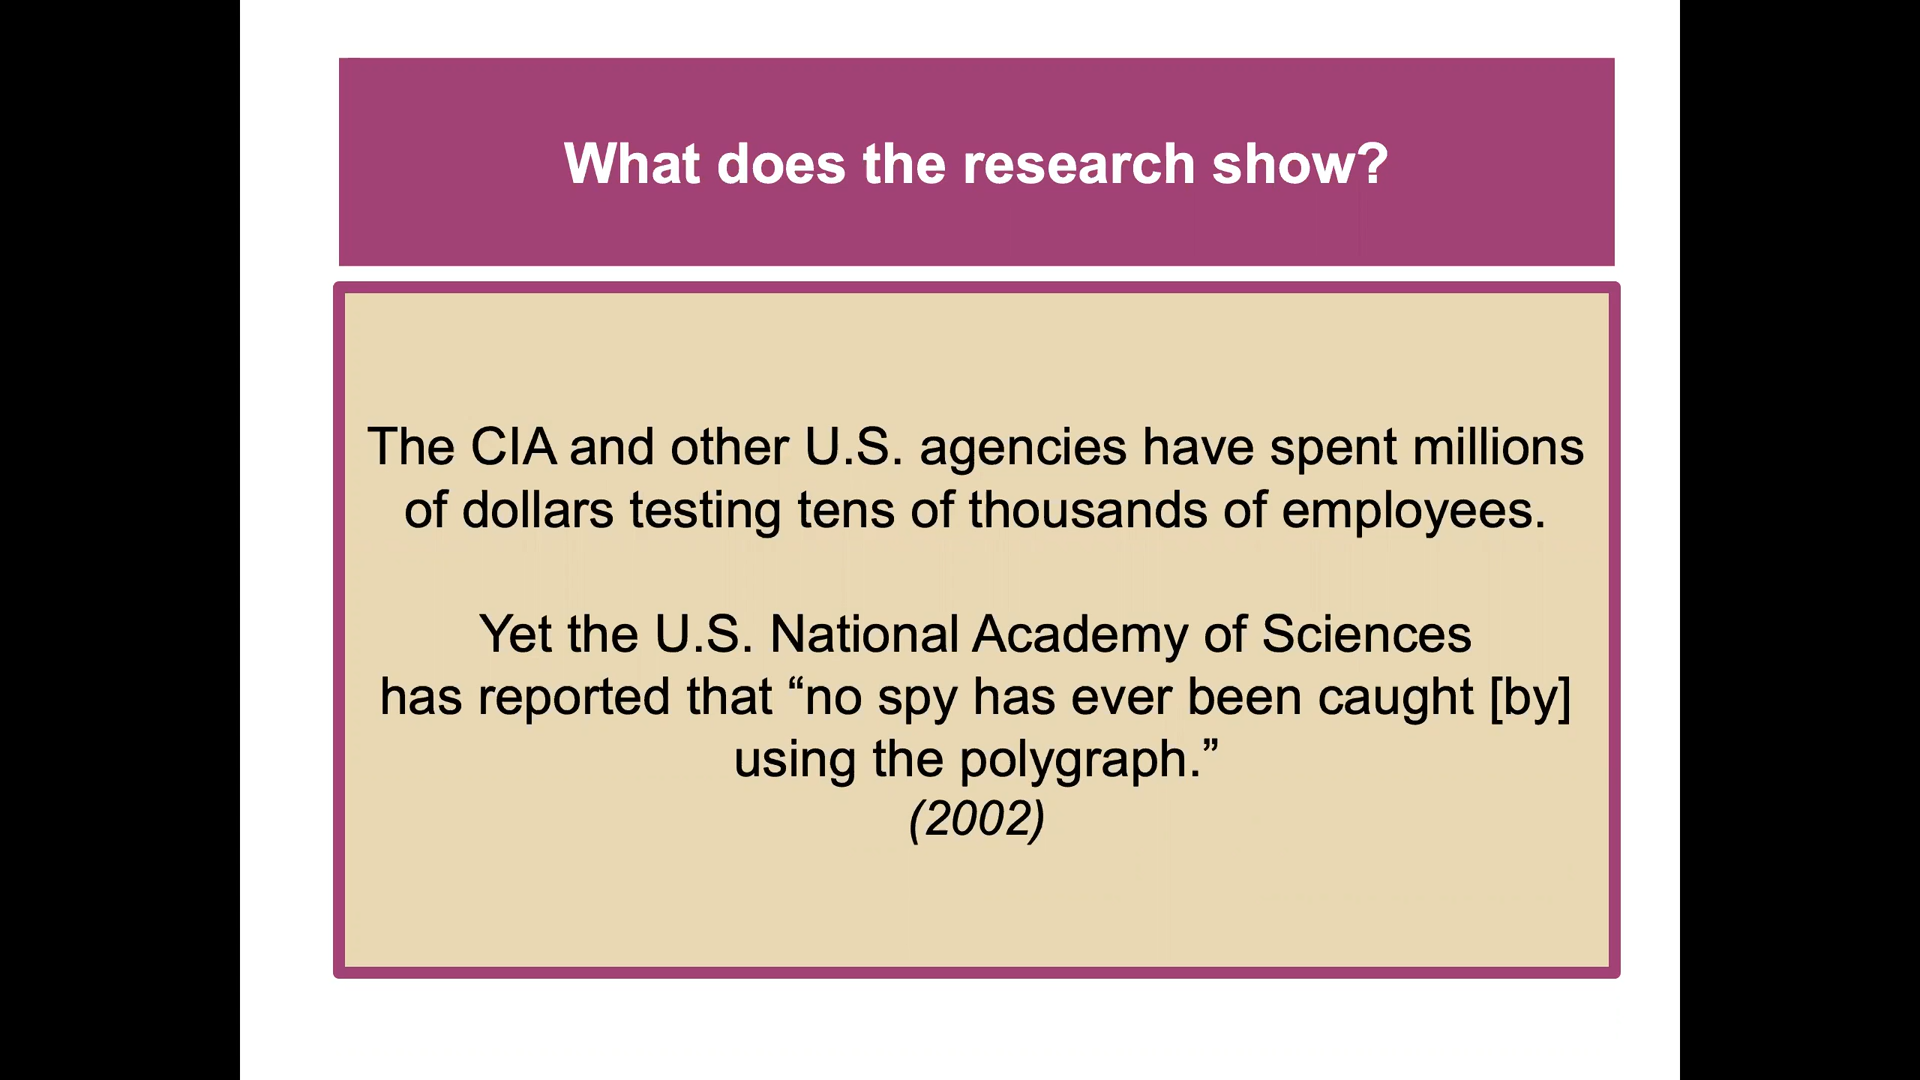 What does the research show?
The CIA and other U.S. agencies have spent millions
of dollars testing tens of thousands of employees.
Yet the U.S. National Academy of Sciences
has reported that “no spy has ever been caught [by]
using the polygraph.”
(2002)